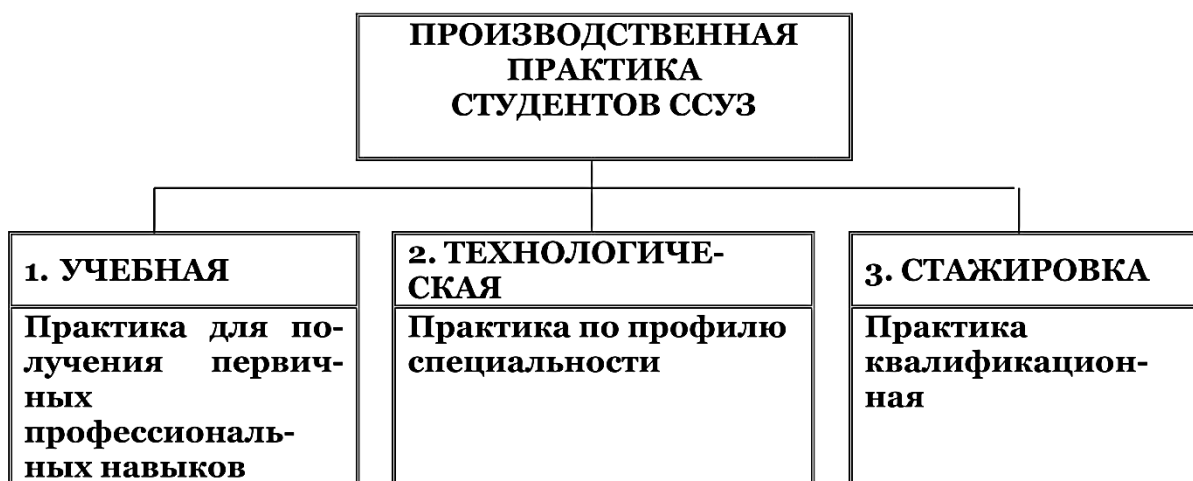 ПРОИЗВОДСТВЕННАЯ
ПРАКТИКА
СТУДЕНТОВ ССУЗ
1. УЧЕБНАЯ
Практика для по-
лучения первич-
ных
профессиональ-
ных навыков
2. ТЕХНОЛОГИЧЕ-
СКАЯ
Практика по профилю
специальности
3. СТАЖИРОВКА
Практика
квалификацион-
ная